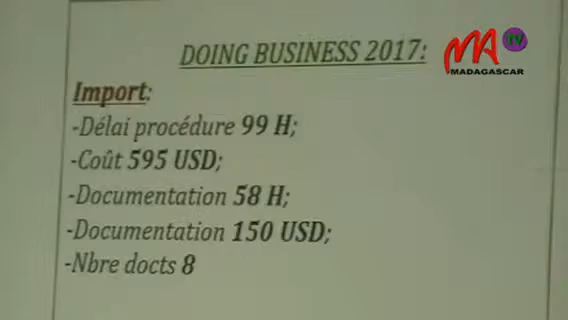 DOING BUSINESS 2017:
MA TV
MADAGASCAR
Import:
-Délai procédure 99 H;
-Coût 595 USD;
-Documentation 58 H;
-Documentation 150 USD;
-Nbre docts 8